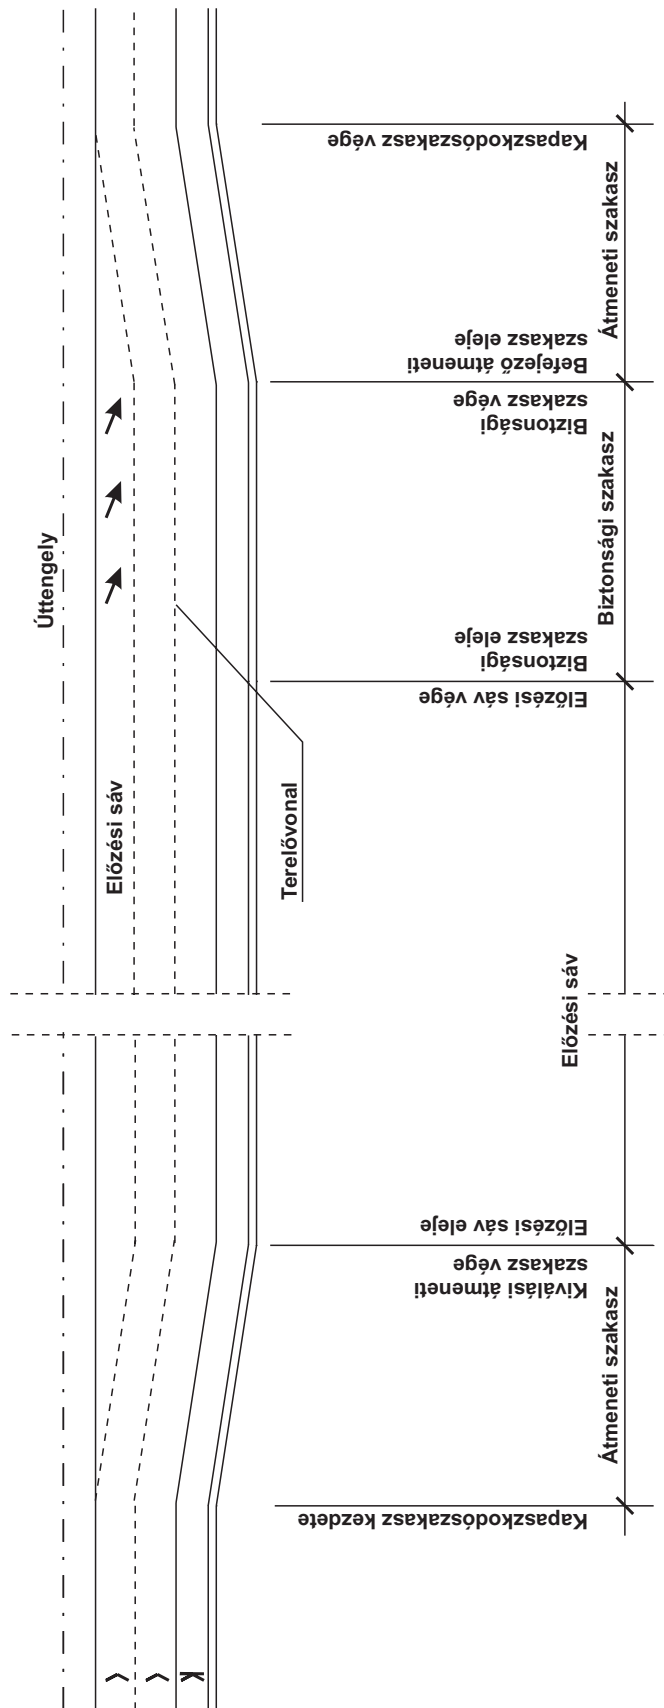 Úttengely
Előzési sáv
Terelővonal
K
Kapaszkodószakasz kezdete
Kiválási átmeneti
szakasz vége
Előzési sáv eleje
Előzési sáv vége
Biztonsági
szakasz eleje
Biztonsági
szakasz vége
Befejező átmeneti
szakasz eleje
Kapaszkodószakasz vége
Átmeneti szakasz
Előzési sáv
Biztonsági szakasz
Átmeneti szakasz